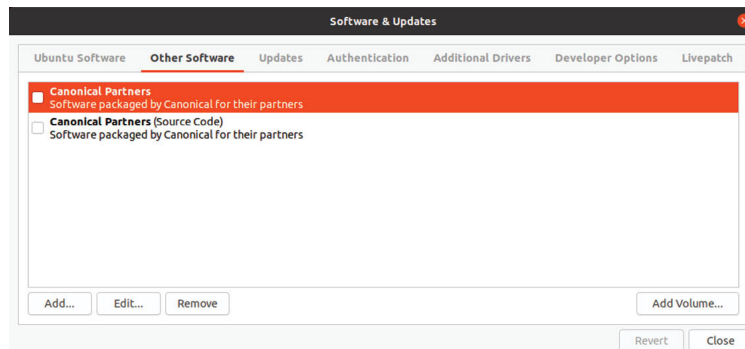 Software & Updates
Ubuntu Software Other Software Updates Authentication Additional Drivers Developer Options Livepatch
Canonical Partners
Software packaged by Canonical for their partners
Canonical Partners (Source Code)
Software packaged by Canonical for their partners
Add... Edit... Remove Add Volume...
Revert Close